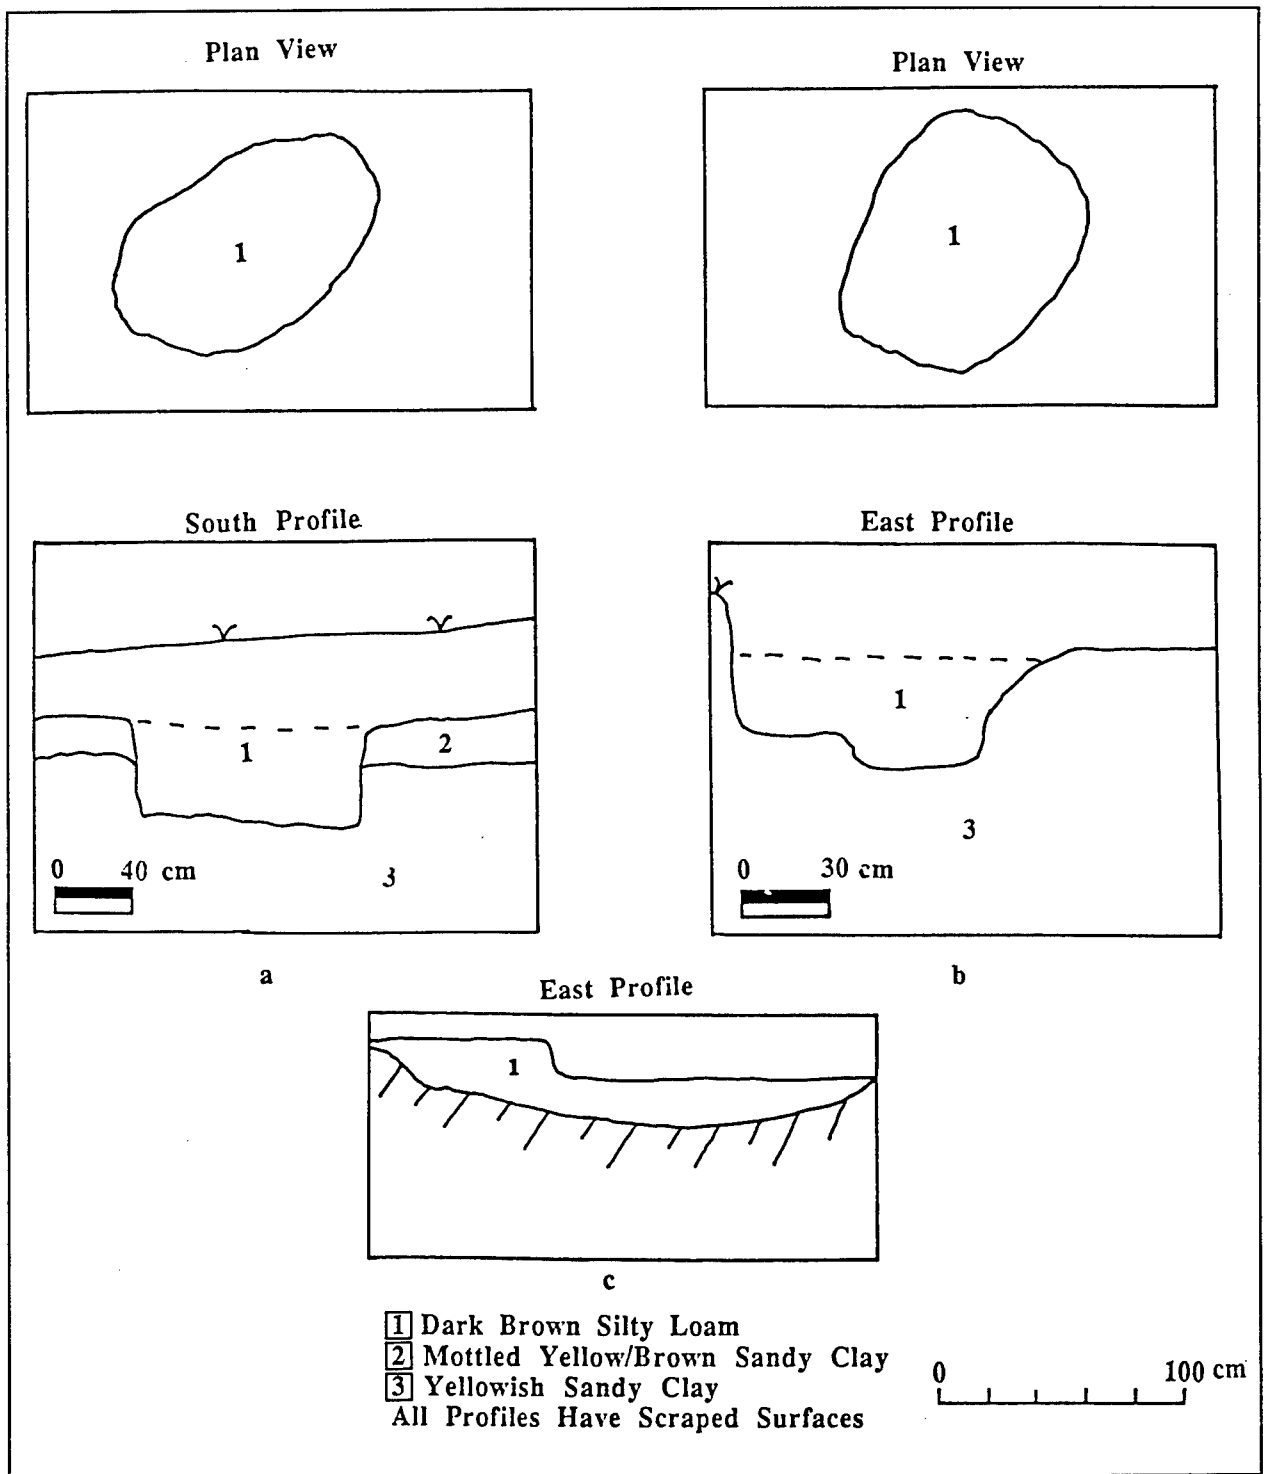 Plan View
Plan View
1
1
South Profile
East Profile
1
2
3
0 40 cm
1
3
0 30 cm
a
b
East Profile
1
c
1 Dark Brown Silty Loam
2 Mottled Yellow/Brown Sandy Clay
3 Yellowish Sandy Clay
All Profiles Have Scraped Surfaces
0 100 cm